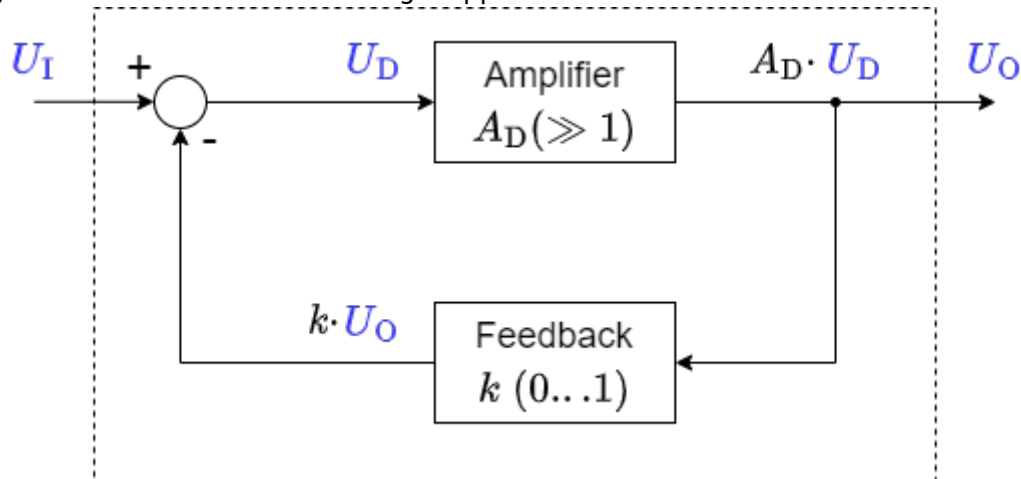 U_I
+
U_D
Amplifier
A_D(≫ 1)
A_D· U_D
U_O
-
k·U_O
Feedback
k (0...1)